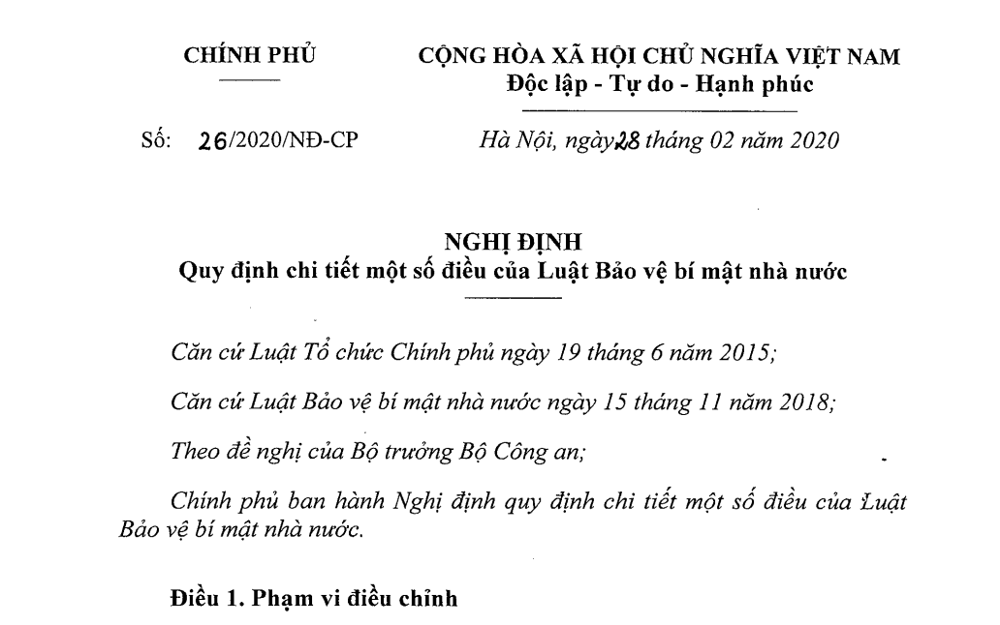 CHÍNH PHỦ
CỘNG HÒA XÃ HỘI CHỦ NGHĨA VIỆT NAM
Độc lập - Tự do - Hạnh phúc
Số: 26/2020/NĐ-CP
Hà Nội, ngày 28 tháng 02 năm 2020
NGHỊ ĐỊNH
Quy định chi tiết một số điều của Luật Bảo vệ bí mật nhà nước
Căn cứ Luật Tổ chức Chính phủ ngày 19 tháng 6 năm 2015;
Căn cứ Luật Bảo vệ bí mật nhà nước ngày 15 tháng 11 năm 2018;
Theo đề nghị của Bộ trưởng Bộ Công an;
Chính phủ ban hành Nghị định quy định chi tiết một số điều của Luật
Bảo vệ bí mật nhà nước.
Điều 1. Phạm vi điều chỉnh